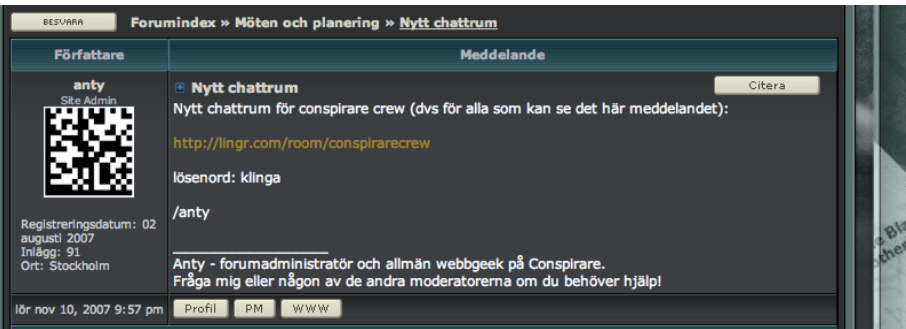 BESVARA Forumindex » Möten och planering » Nytt chattrum
Författare Meddelande
anty
Site Admin
Nytt chattrum Citera
Nytt chattrum för conspirare crew (dvs för alla som kan se det här meddelandet):
http://lingr.com/room/conspirarecrew
lösenord: klinga
/anty
Registreringsdatum: 02
augusti 2007
Inlägg: 91
Ort: Stockholm
Anty - forumadministratör och allmän webbgeek på Conspirare.
Fråga mig eller någon av de andra moderatorerna om du behöver hjälp!
lör nov 10, 2007 9:57 pm Profil PM WWW